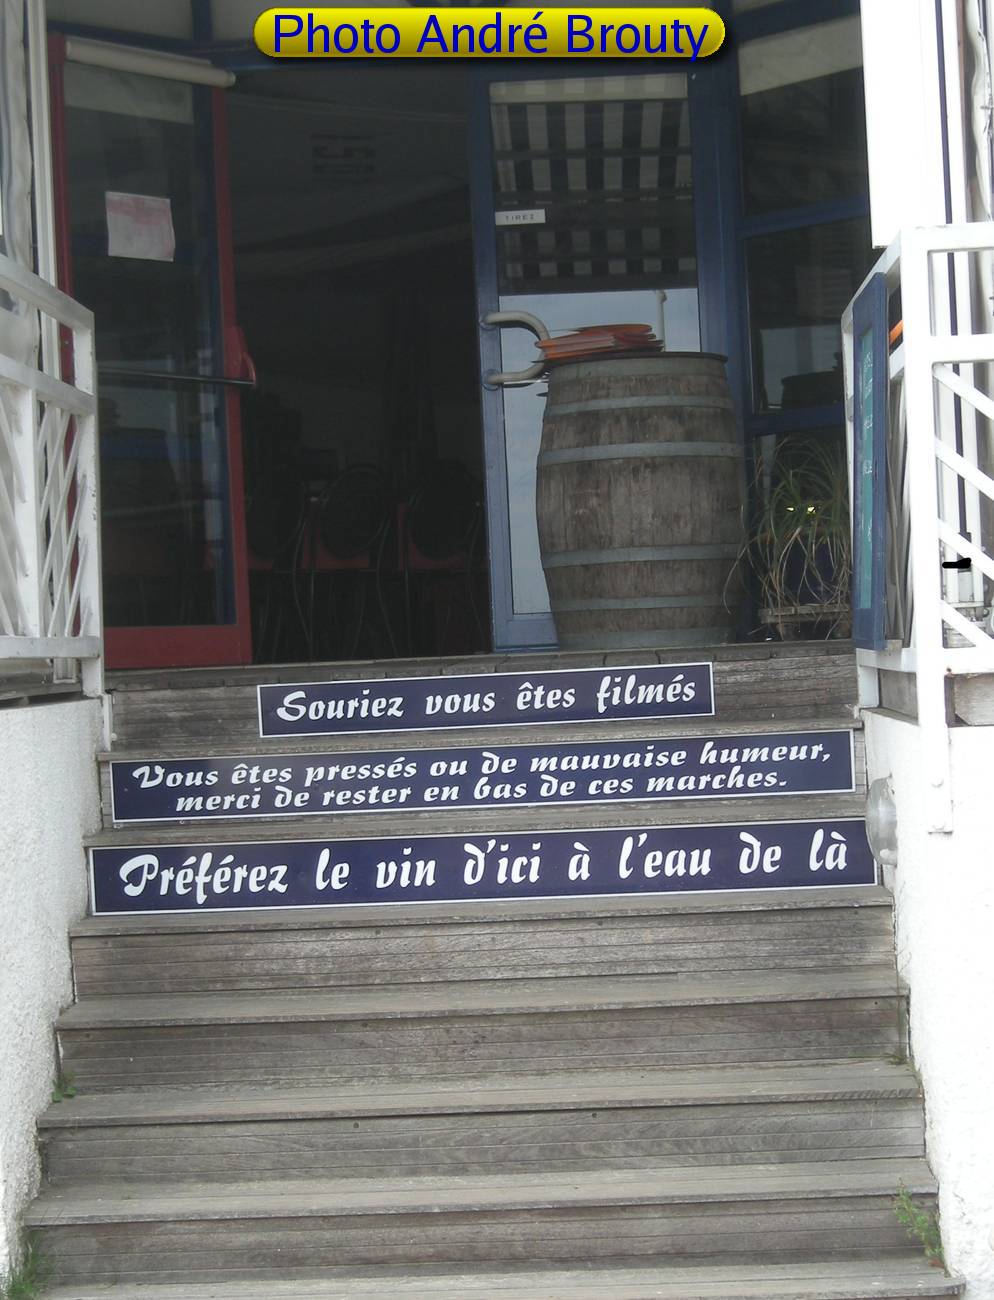 Photo André Brouty
TIREZ
Souriez vous êtes filmés
Vous êtes pressés ou de mauvaise humeur,
merci de rester en bas de ces marches.
Préférez le vin d'ici à l'eau de là